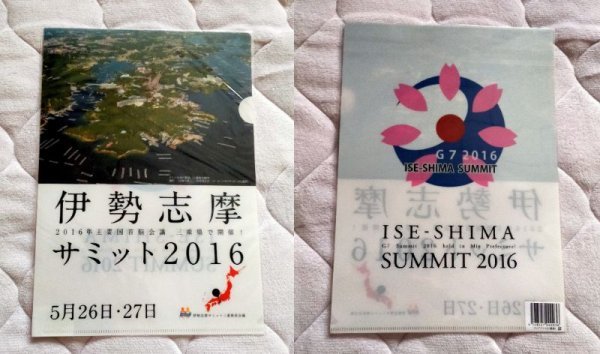 伊勢志摩
2016年主要国首脳会議 三重県で開催！
サミット2016
5月26日・27日
G7 2016
ISE-SHIMA SUMMIT
ISE-SHIMA
G7 Summit 2016 held in Mie Prefecture!
SUMMIT 2016